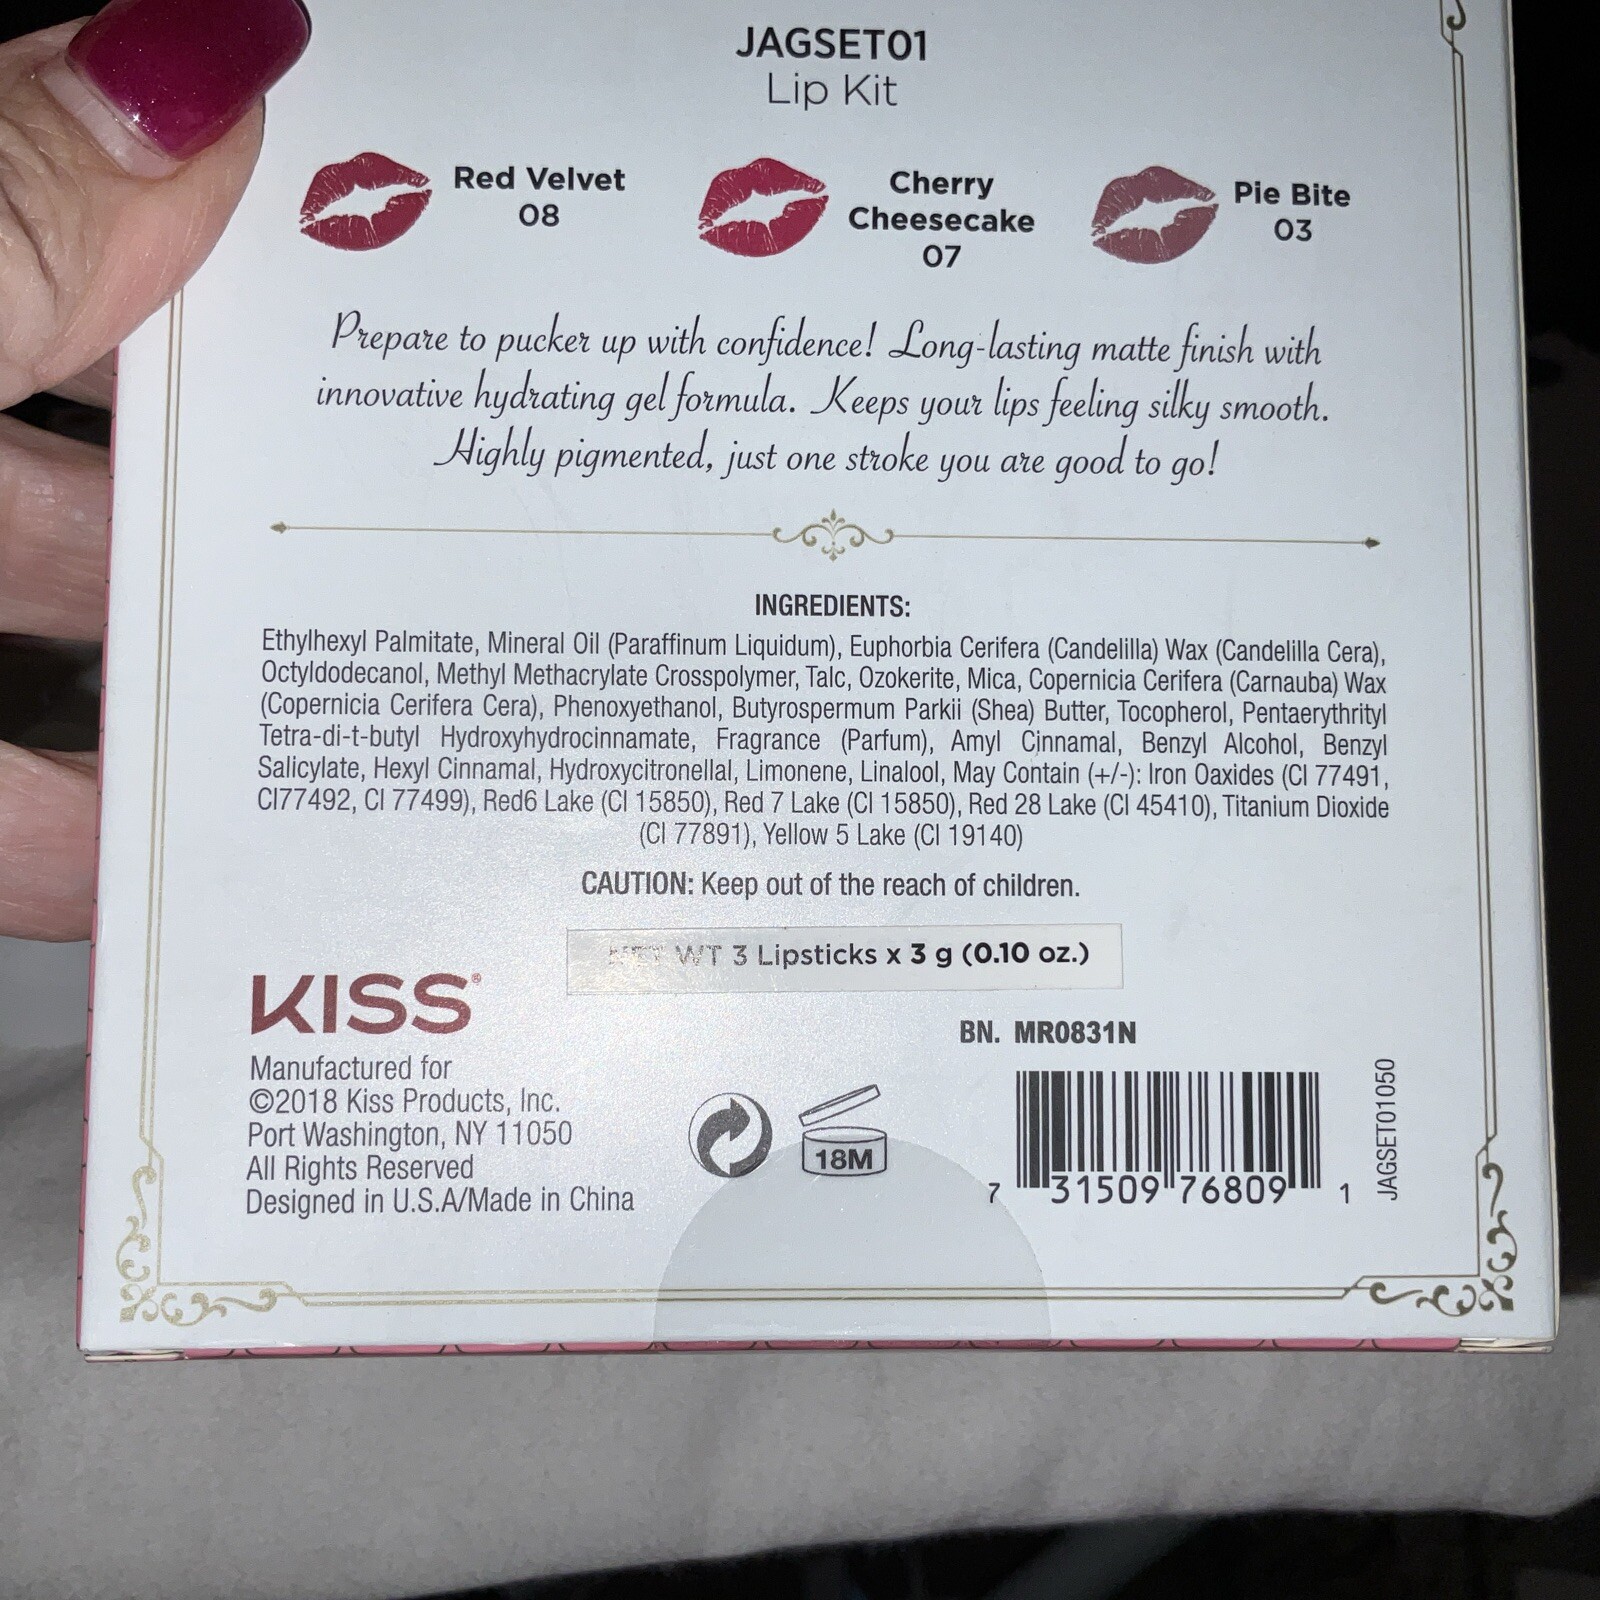 JAGSET01
Lip Kit
Red Velvet
08
Cherry
Cheesecake
07
Pie Bite
03
Prepare to pucker up with confidence! Long-lasting matte finish with
innovative hydrating gel formula. Keeps your lips feeling silky smooth.
Highly pigmented, just one stroke you are good to go!
INGREDIENTS:
Ethylhexyl Palmitate, Mineral Oil (Paraffinum Liquidum), Euphorbia Cerifera (Candelilla) Wax (Candelilla Cera),
Octyldodecanol, Methyl Methacrylate Crosspolymer, Talc, Ozokerite, Mica, Copernicia Cerifera (Carnauba) Wax
(Copernicia Cerifera Cera), Phenoxyethanol, Butyrospermum Parkii (Shea) Butter, Tocopherol, Pentaerythrityl
Tetra-di-t-butyl Hydroxyhydrocinnamate, Fragrance (Parfum), Amyl Cinnamal, Benzyl Alcohol, Benzyl
Salicylate, Hexyl Cinnamal, Hydroxycitronellal, Limonene, Linalool, May Contain (+/-): Iron Oaxides (CI 77491,
CI77492, CI 77499), Red6 Lake (CI 15850), Red 7 Lake (CI 15850), Red 28 Lake (CI 45410), Titanium Dioxide
(CI 77891), Yellow 5 Lake (CI 19140)
CAUTION: Keep out of the reach of children.
NET WT 3 Lipsticks x 3 g (0.10 oz.)
KISS®
Manufactured for
©2018 Kiss Products, Inc.
Port Washington, NY 11050
All Rights Reserved
Designed in U.S.A/Made in China
18M
BN. MR0831N
7 31509 76809 1
JAGSET01050